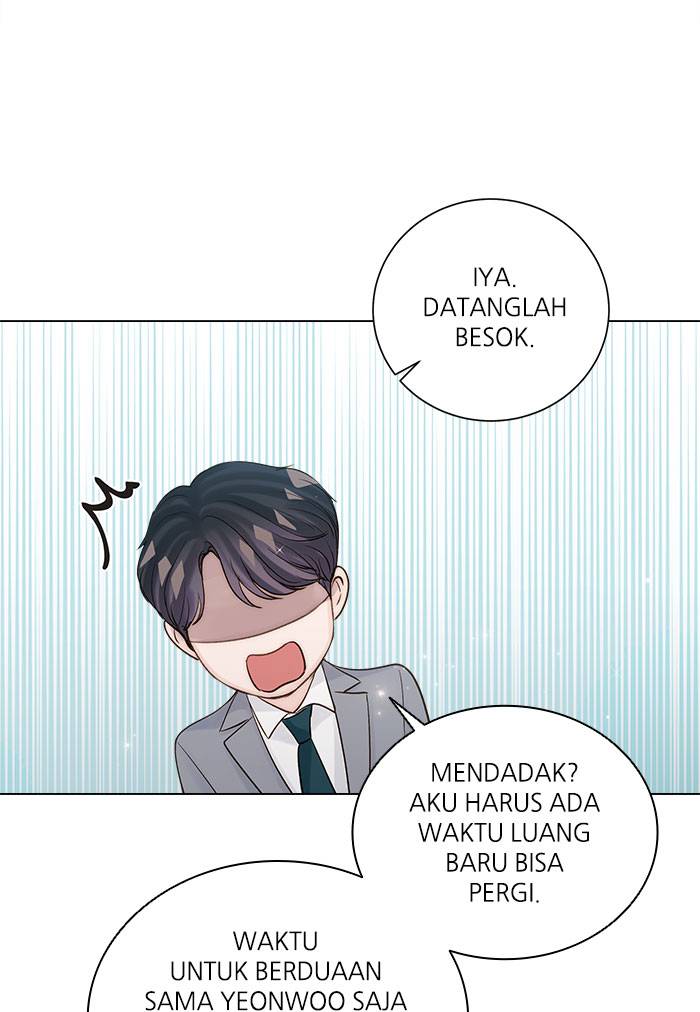 IYA.
DATANGLAH
BESOK.
MENDADAK?
AKU HARUS ADA
WAKTU LUANG
BARU BISA
PERGI.
WAKTU
UNTUK BERDUAAN
SAMA YEONWOO SAJA